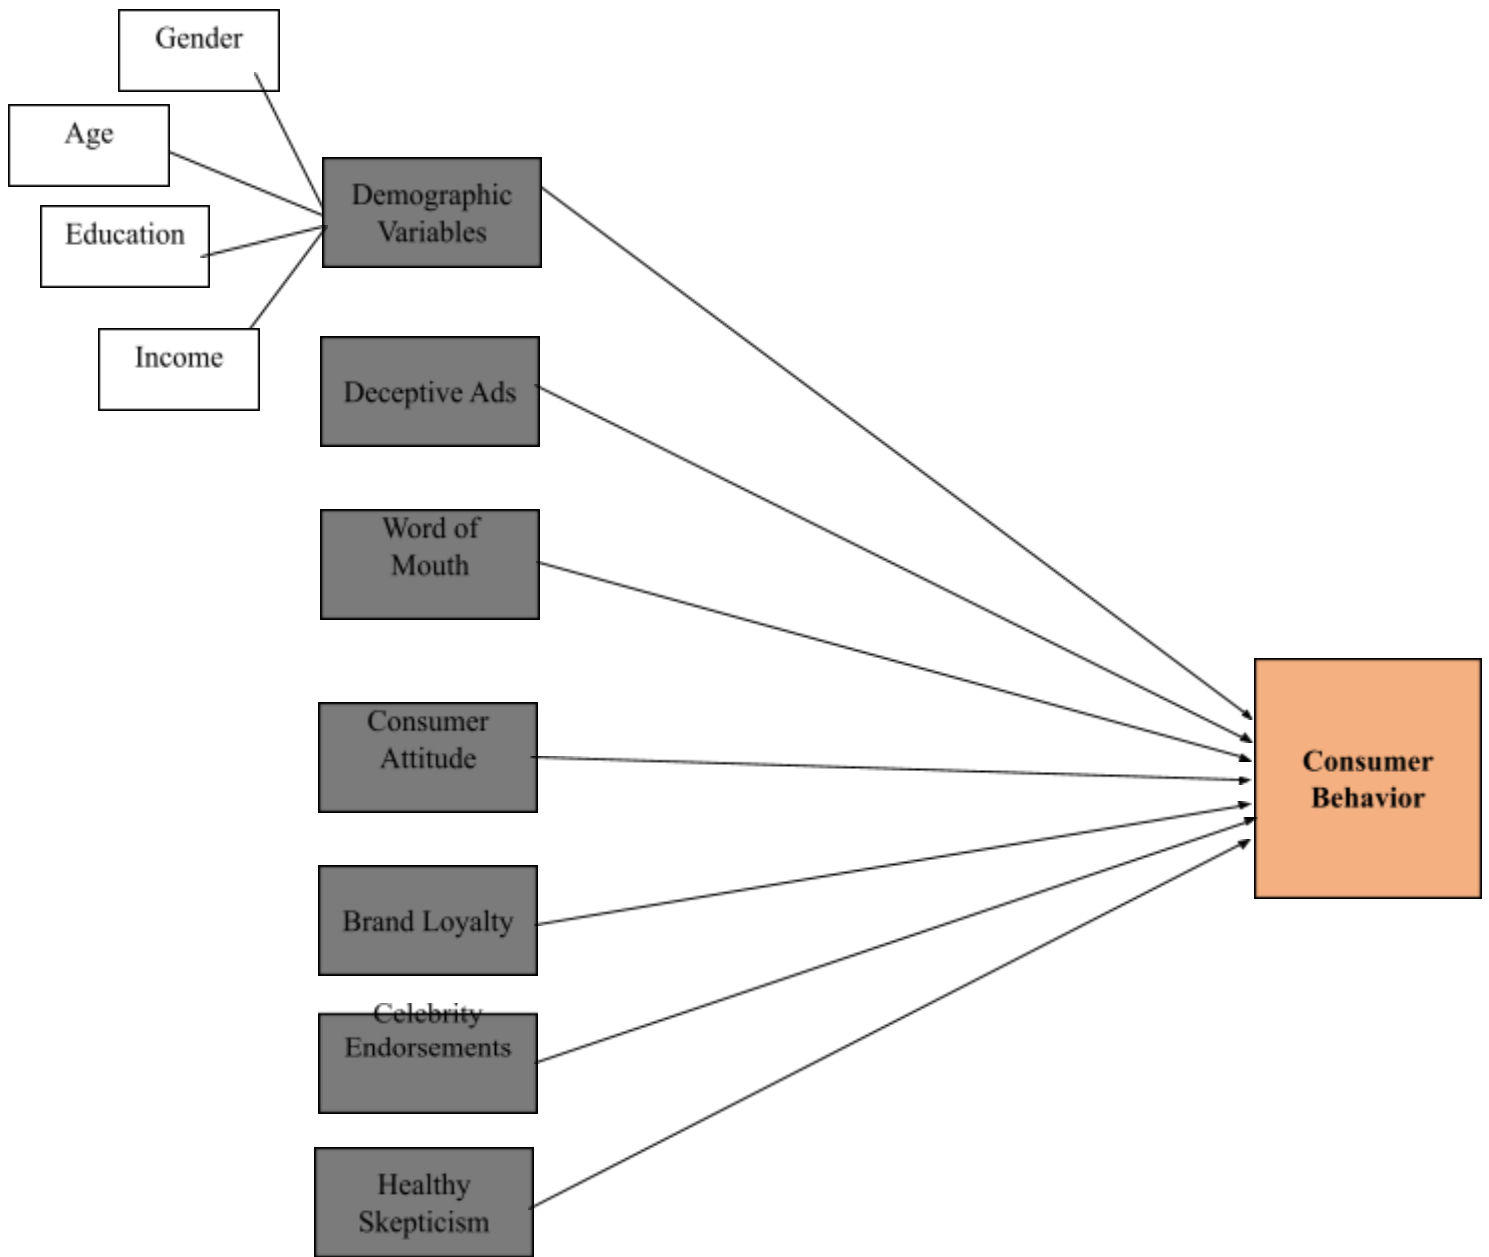 Gender
Age
Education
Income
Demographic
Variables
Deceptive Ads
Word of
Mouth
Consumer
Attitude
Brand Loyalty
Celebrity
Endorsements
Healthy
Skepticism
Consumer
Behavior